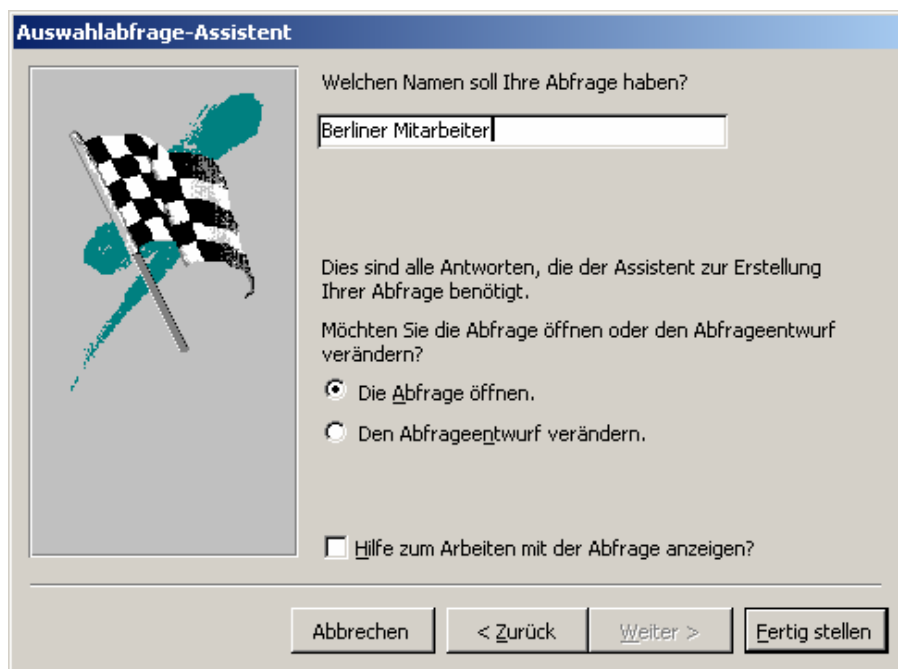 Auswahlabfrage-Assistent
Welchen Namen soll Ihre Abfrage haben?
Berliner Mitarbeiter
Dies sind alle Antworten, die der Assistent zur Erstellung
Ihrer Abfrage benötigt.
Möchten Sie die Abfrage öffnen oder den Abfrageentwurf
verändern?
Die Abfrage öffnen.
Den Abfrageentwurf verändern.
Hilfe zum Arbeiten mit der Abfrage anzeigen?
Abbrechen < Zurück Weiter > Fertig stellen